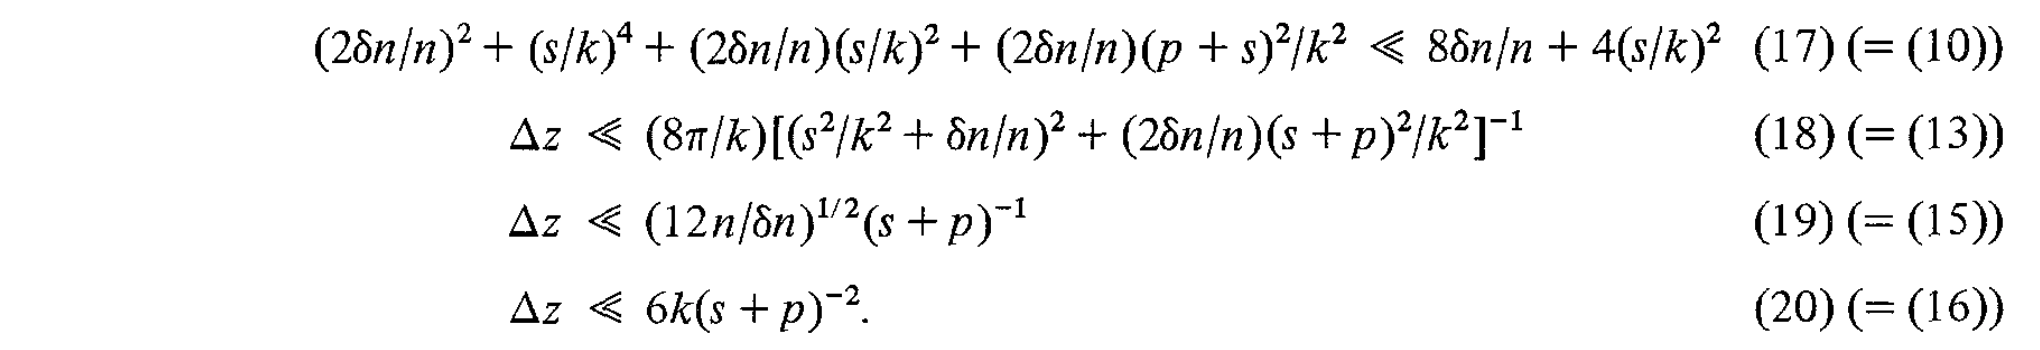 (2δn/n)² + (s/k)⁴ + (2δn/n)(s/k)² + (2δn/n)(p + s)²/k² ≪ 8δn/n + 4(s/k)² (17) (= (10))
Δz ≪ (8π/k)[(s²/k² + δn/n)² + (2δn/n)(s + p)²/k²]⁻¹ (18) (= (13))
Δz ≪ (12n/δn)¹/²(s + p)⁻¹ (19) (= (15))
Δz ≪ 6k(s + p)⁻². (20) (= (16))